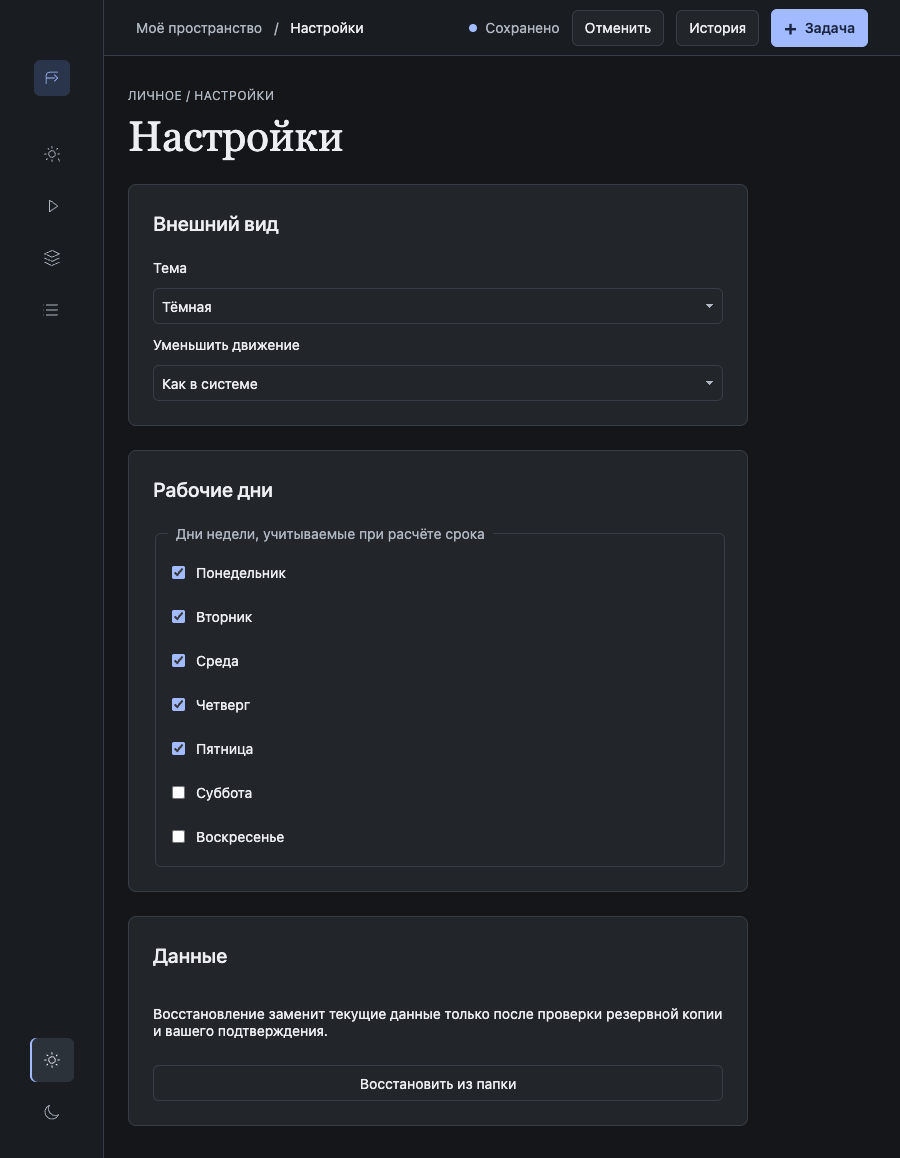 Моё пространство / Настройки
Сохранено
Отменить
История
+ Задача
ЛИЧНОЕ / НАСТРОЙКИ
Настройки
Внешний вид
Тема
Тёмная
Уменьшить движение
Как в системе
Рабочие дни
Дни недели, учитываемые при расчёте срока
Понедельник
Вторник
Среда
Четверг
Пятница
Суббота
Воскресенье
Данные
Восстановление заменит текущие данные только после проверки резервной копии
и вашего подтверждения.
Восстановить из папки